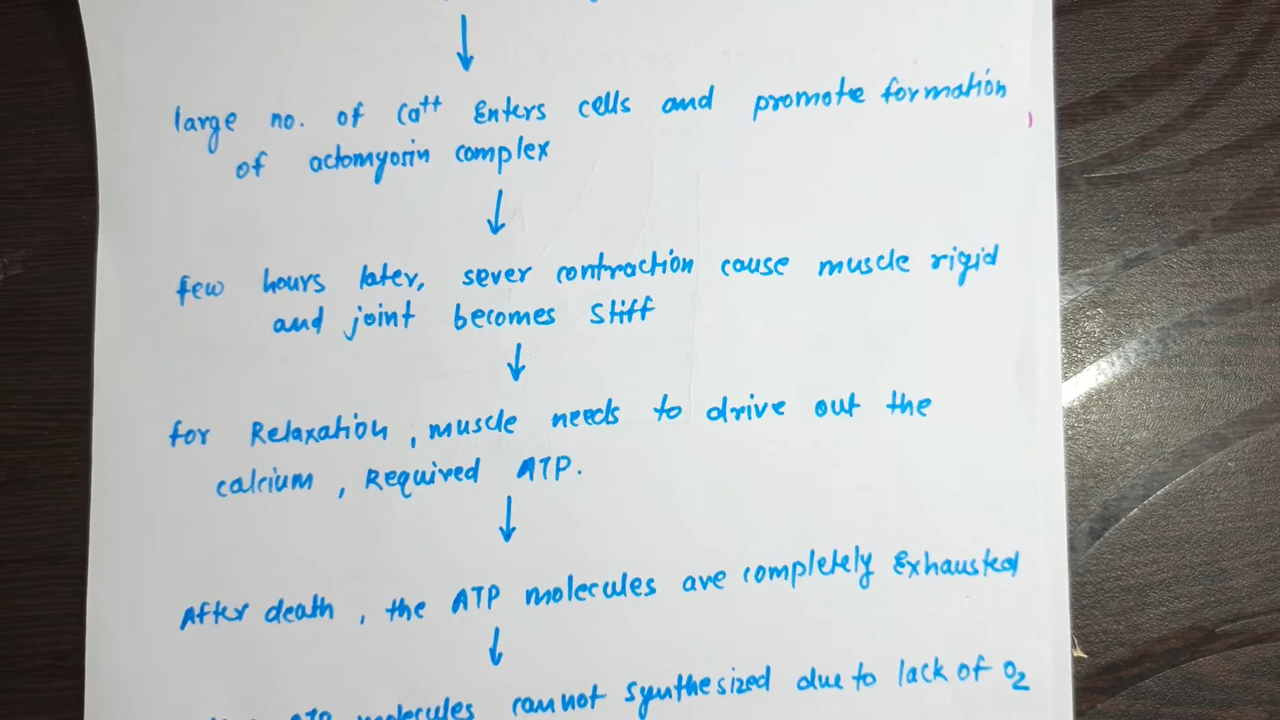 ↓
large no. of Ca++ Enters cells and promote formation
of actomyosin complex
↓
few hours later, sever contraction cause muscle rigid
and joint becomes stiff
↓
for Relaxation, muscle needs to drive out the
calcium, Required ATP.
↓
After death, the ATP molecules are completely Exhausted
↓
ATP molecules cannot synthesized due to lack of O2